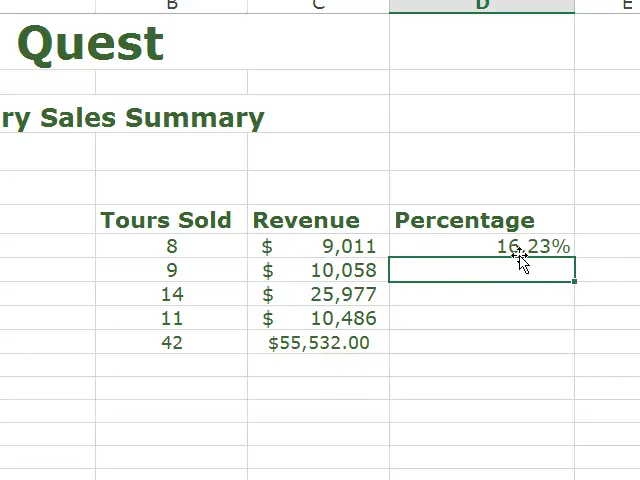 B C D E
Quest
ry Sales Summary
Tours Sold Revenue Percentage
8 $ 9,011 16.23%
9 $ 10,058
14 $ 25,977
11 $ 10,486
42 $55,532.00